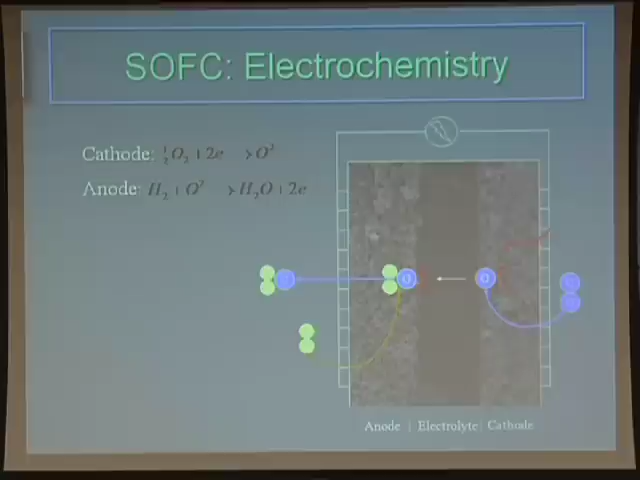 SOFC: Electrochemistry
Cathode: ½O₂ + 2e → O²
Anode: H₂ + O² → H₂O + 2e
O O
Anode | Electrolyte | Cathode